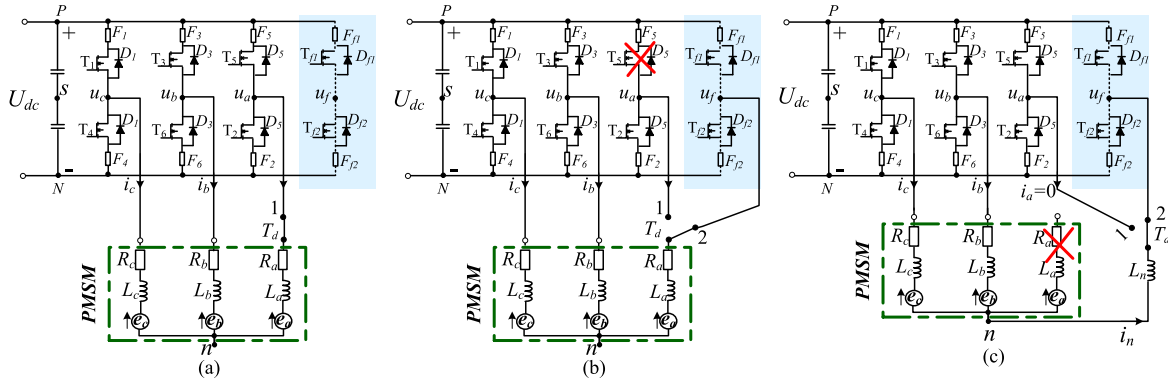 P
+
F1 F3 F5 Ff1
T1 D1 T3 D3 T5 D5 Tf1 Df1
Udc s uc ub ua uf
T4 D1 T6 D3 T2 D5 Tf2 Df2
F4 F6 F2 Ff2
-
N
ic ib
1
Td
PMSM
Rc Rb Ra
Lc Lb La
ec eb ea
n
(a)
P
+
F1 F3 F5 Ff1
T1 D1 T3 D3 T5 D5 Tf1 Df1
Udc s uc ub ua uf
T4 D1 T6 D3 T2 D5 Tf2 Df2
F4 F6 F2 Ff2
-
N
ic ib
1
Td 2
PMSM
Rc Rb Ra
Lc Lb La
ec eb ea
n
(b)
P
+
F1 F3 F5 Ff1
T1 D1 T3 D3 T5 D5 Tf1 Df1
Udc s uc ub ua uf
T4 D1 T6 D3 T2 D5 Tf2 Df2
F4 F6 F2 Ff2
-
N
ic ib ia=0
1 2
Td
PMSM
Rc Rb Ra
Lc Lb La Ln
ec eb ea
n in
(c)